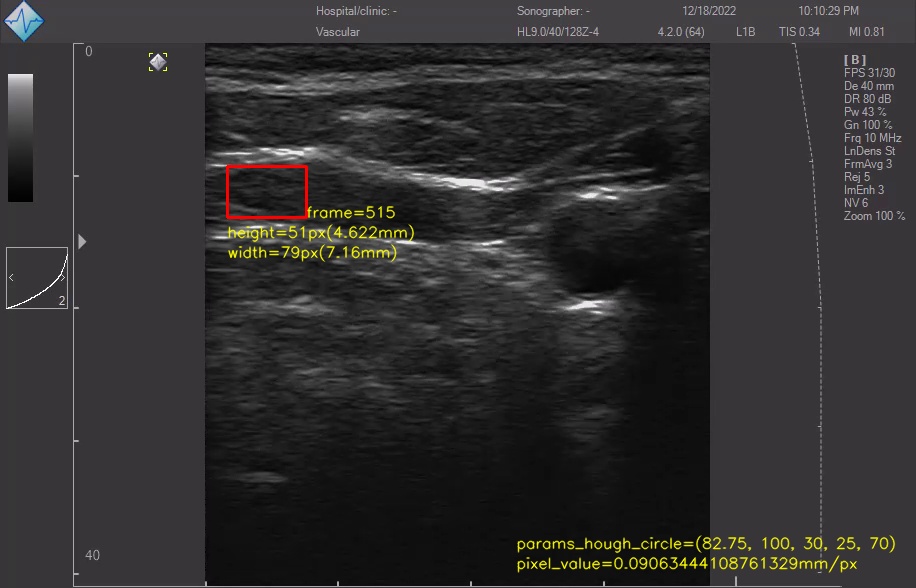 Hospital/clinic: - Sonographer: - 12/18/2022 10:10:29 PM
Vascular HL9.0/40/128Z-4 4.2.0 (64) L1B TIS 0.34 MI 0.81
0
[ B ]
FPS 31/30
De 40 mm
DR 80 dB
Pw 43 %
Gn 100 %
Frq 10 MHz
LnDens St
FrmAvg 3
Rej 5
ImEnh 3
NV 6
Zoom 100 %
frame=515
height=51px(4.622mm)
width=79px(7.16mm)
2
params_hough_circle=(82.75, 100, 30, 25, 70)
40
pixel_value=0.09063444108761329mm/px